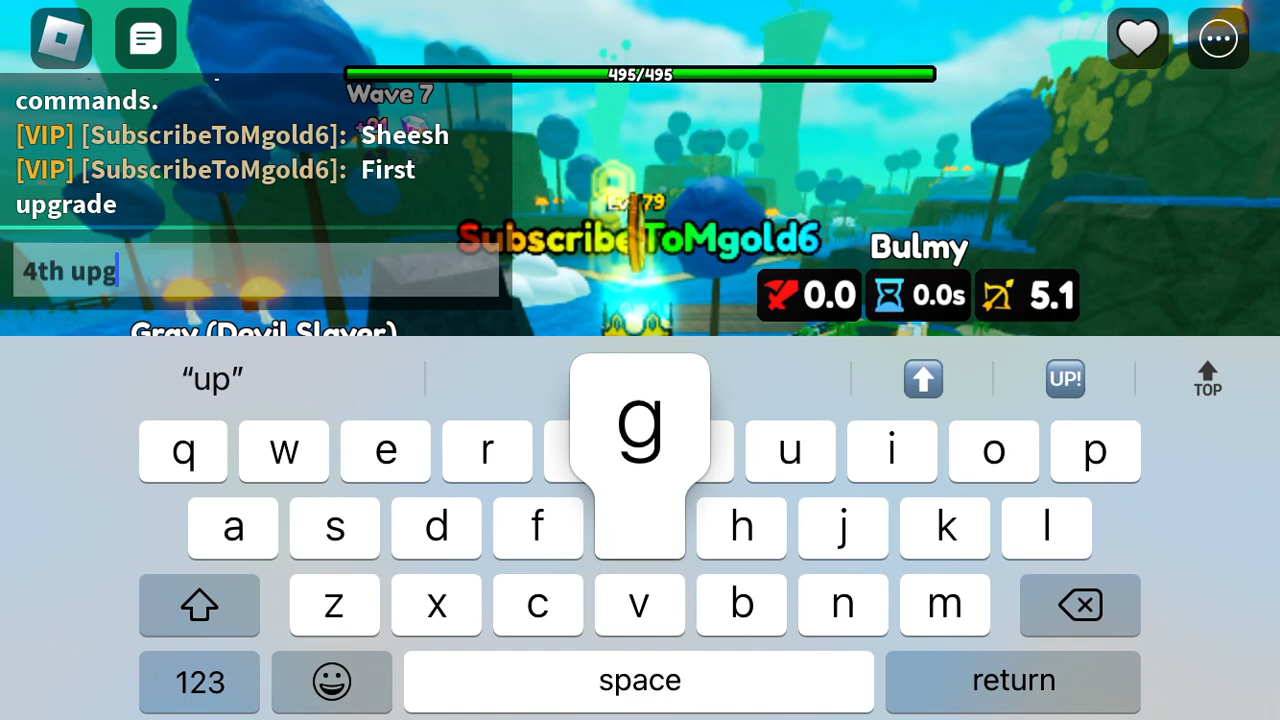 495/495
commands.
Wave 7
[VIP] [SubscribeToMgold6]: Sheesh
[VIP] [SubscribeToMgold6]: First
upgrade
79
SubscribeToMgold6
Bulmy
4th upg
0.0
0.0s
5.1
Gray (Devil Slayer)
“up”
UP!
TOP
g
q w e r u i o p
a s d f h j k l
z x c v b n m
123
space
return